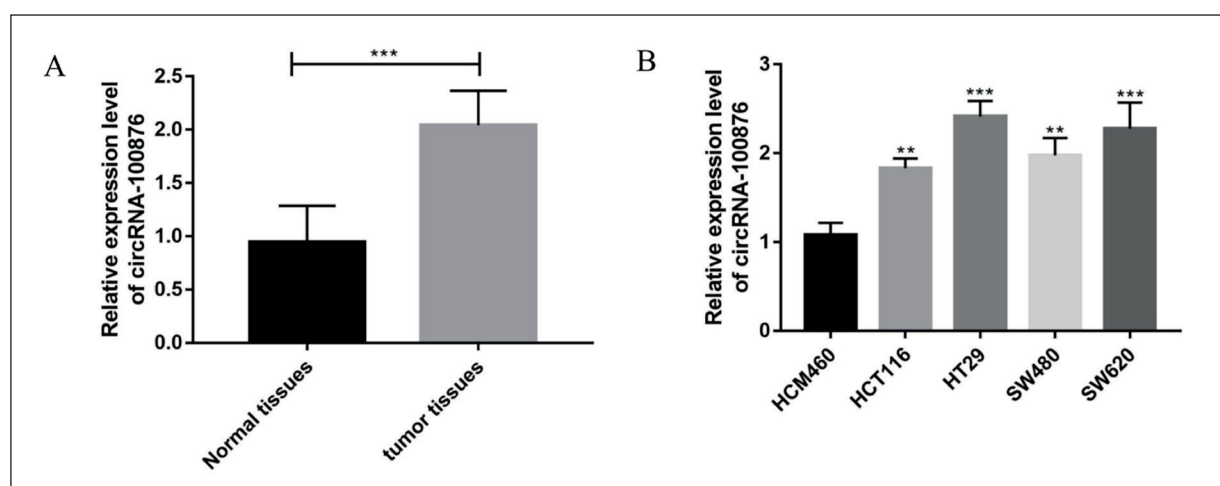 A
Relative expression level
of circRNA-100876
2.5
2.0
1.5
1.0
0.5
0.0
***
Normal tissues
tumor tissues
B
Relative expression level
of circRNA-100876
3
2
1
0
**
***
**
***
HCM460
HCT116
HT29
SW480
SW620